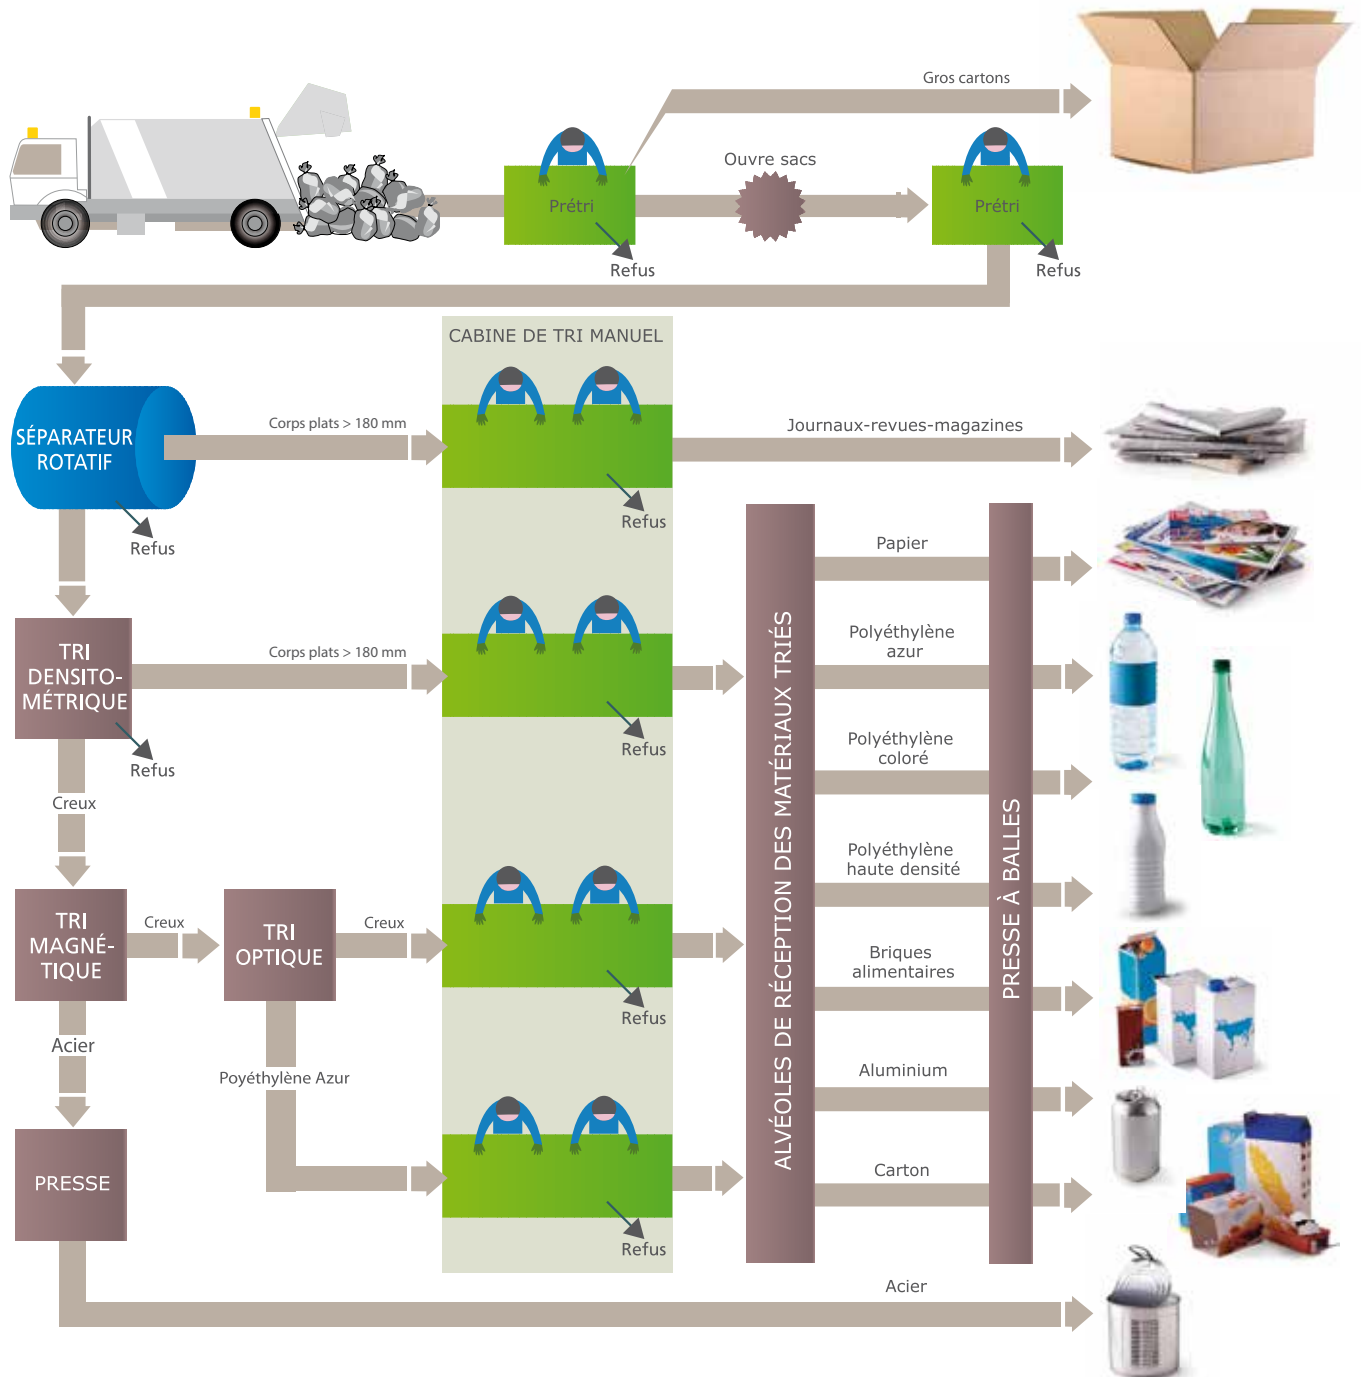 Gros cartons
Ouvre sacs
Prétri
Prétri
Refus
Refus
CABINE DE TRI MANUEL
SÉPARATEUR
ROTATIF
Corps plats > 180 mm
Journaux-revues-magazines
Refus
Refus
Papier
TRI
DENSITO-
MÉTRIQUE
Corps plats > 180 mm
Polyéthylène
azur
Refus
Refus
Polyéthylène
coloré
Creux
ALVÉOLES DE RÉCEPTION DES MATÉRIAUX TRIÉS
PRESSE À BALLES
Polyéthylène
haute densité
TRI
MAGNÉ-
TIQUE
Creux
TRI
OPTIQUE
Creux
Briques
alimentaires
Refus
Acier
Poyéthylène Azur
Aluminium
PRESSE
Carton
Refus
Acier